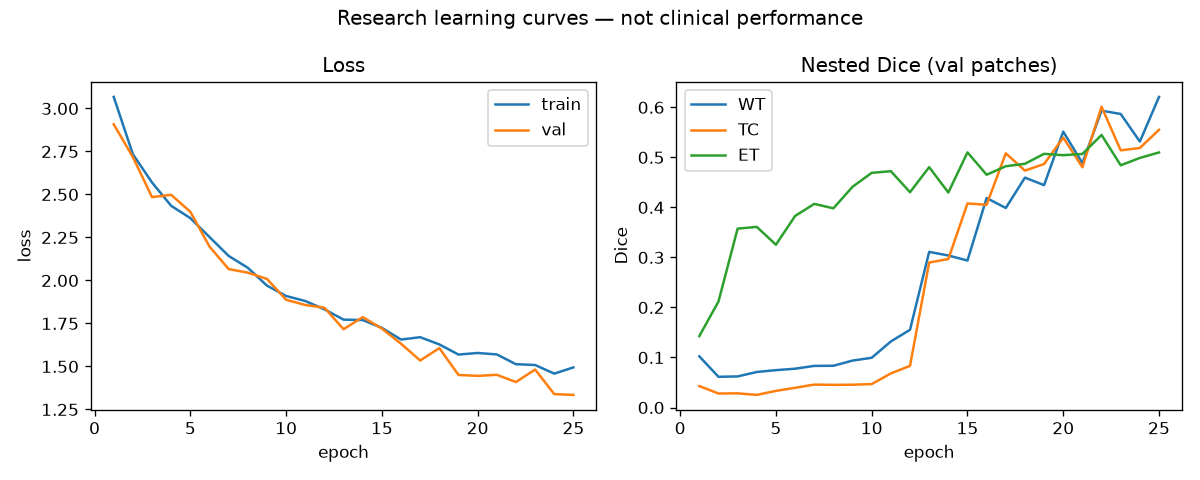 Research learning curves — not clinical performance
Loss
train
val
3.00
2.75
2.50
2.25
2.00
1.75
1.50
1.25
loss
0
5
10
15
20
25
epoch
Nested Dice (val patches)
WT
TC
ET
0.6
0.5
0.4
0.3
0.2
0.1
0.0
Dice
0
5
10
15
20
25
epoch